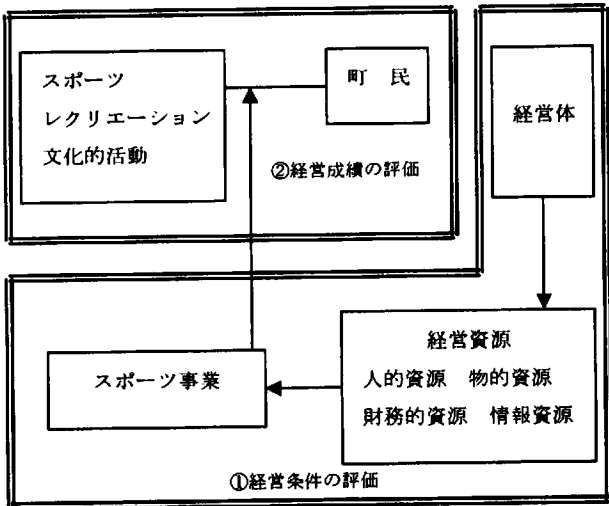 スポーツ
レクリエーション
文化的活動
町 民
②経営成績の評価
経営体
経営資源
人的資源 物的資源
財務的資源 情報資源
スポーツ事業
①経営条件の評価